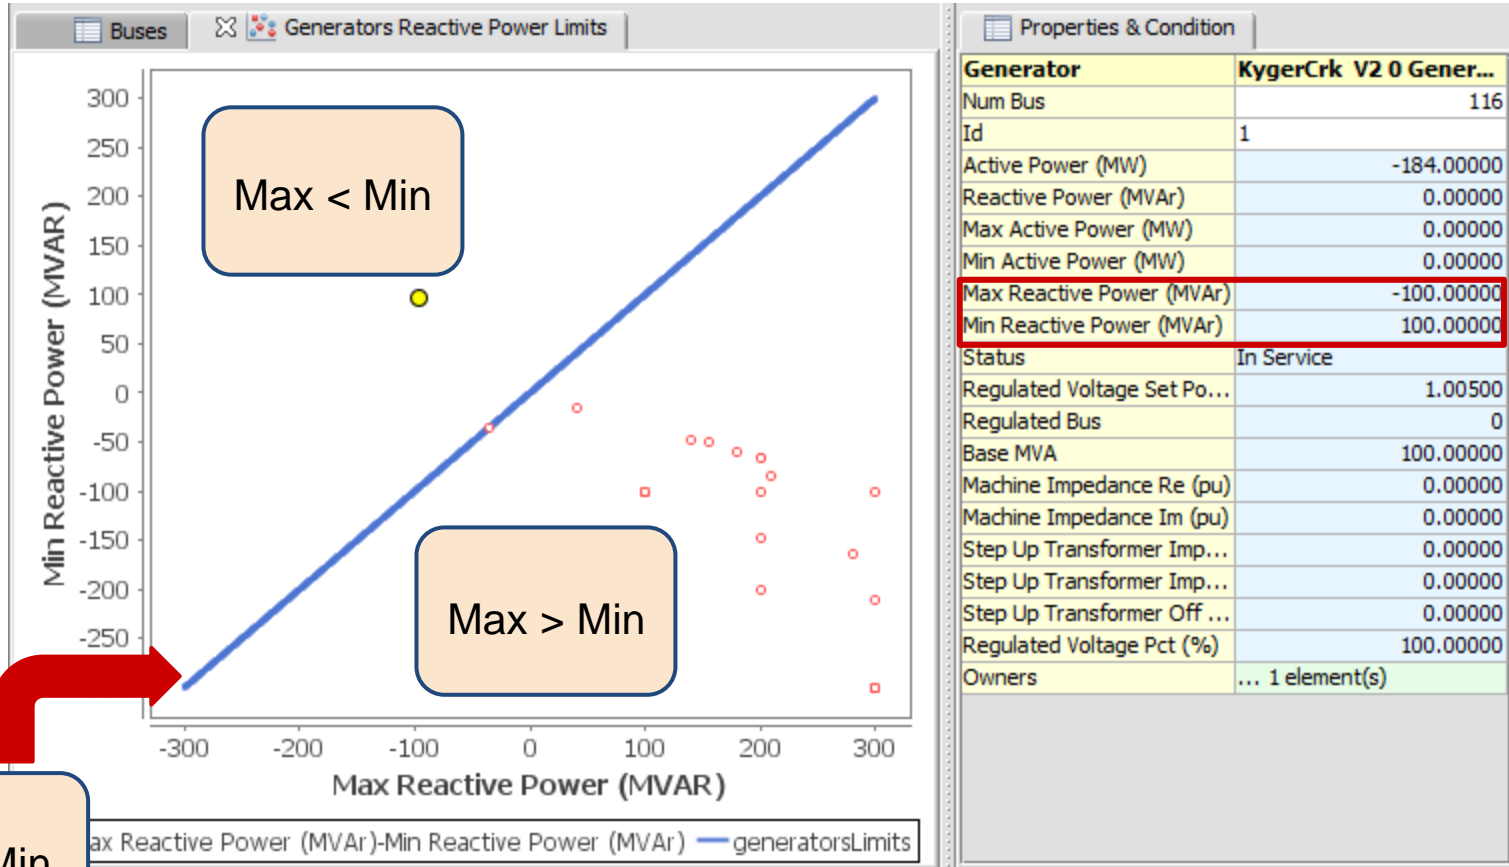 Buses
Generators Reactive Power Limits
300
250
200
150
100
50
0
-50
-100
-150
-200
-250
Min Reactive Power (MVAR)
Max < Min
Max > Min
-300 -200 -100 0 100 200 300
Max Reactive Power (MVAR)
ax Reactive Power (MVAr)-Min Reactive Power (MVAr) generatorsLimits
Min
Properties & Condition
Generator KygerCrk V2 0 Gener...
Num Bus 116
Id 1
Active Power (MW) -184.00000
Reactive Power (MVAr) 0.00000
Max Active Power (MW) 0.00000
Min Active Power (MW) 0.00000
Max Reactive Power (MVAr) -100.00000
Min Reactive Power (MVAr) 100.00000
Status In Service
Regulated Voltage Set Po... 1.00500
Regulated Bus 0
Base MVA 100.00000
Machine Impedance Re (pu) 0.00000
Machine Impedance Im (pu) 0.00000
Step Up Transformer Imp... 0.00000
Step Up Transformer Imp... 0.00000
Step Up Transformer Off ... 0.00000
Regulated Voltage Pct (%) 100.00000
Owners ... 1 element(s)